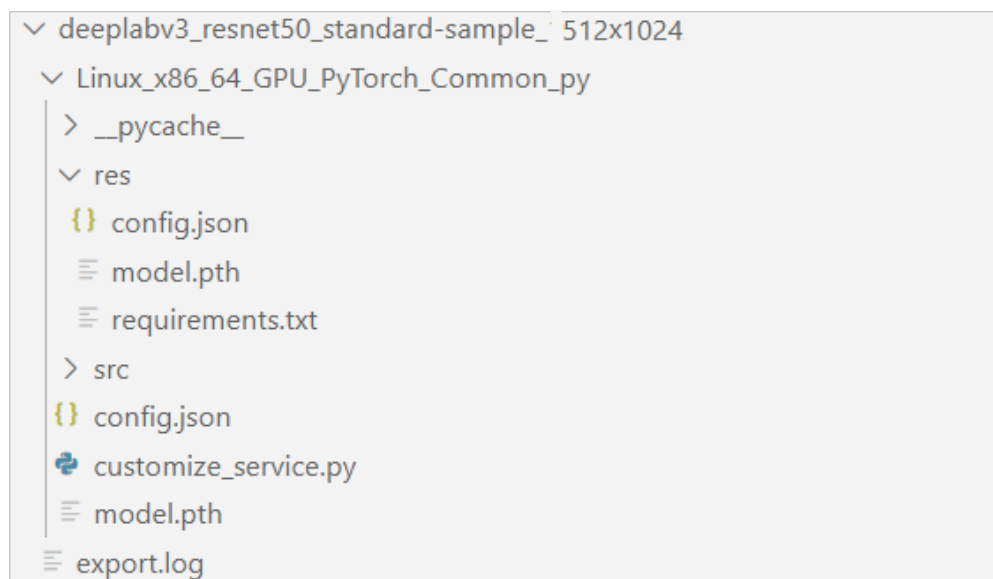 deeplabv3_resnet50_standard-sample_ 512x1024
Linux_x86_64_GPU_PyTorch_Common_py
__pycache__
res
{} config.json
model.pth
requirements.txt
src
{} config.json
customize_service.py
model.pth
export.log